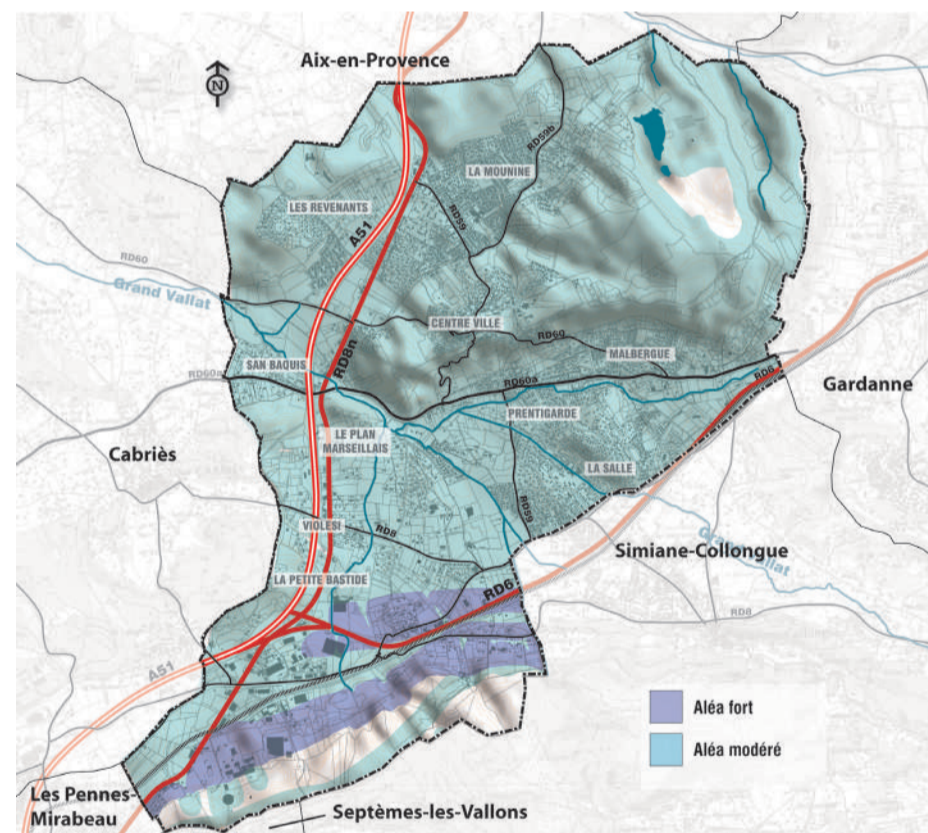 Aix-en-Provence
N
RD59b
LA MOUNINE
LES REVENANTS
A51
RD59
RD60
Grand Vallat
CENTRE VILLE
RD60
RD8n
MALBERGUE
SAN BAQUIS
RD60a
RD60a
RD6
Gardanne
PRENTIGARDE
LE PLAN
MARSEILLAIS
Cabriès
LA SALLE
VIOLESI
RD8
RD59
Simiane-Collongue
Grand Vallat
LA PETITE BASTIDE
RD6
RD8
A51
Aléa fort
Aléa modéré
Les Pennes-
Mirabeau
Septèmes-les-Vallons